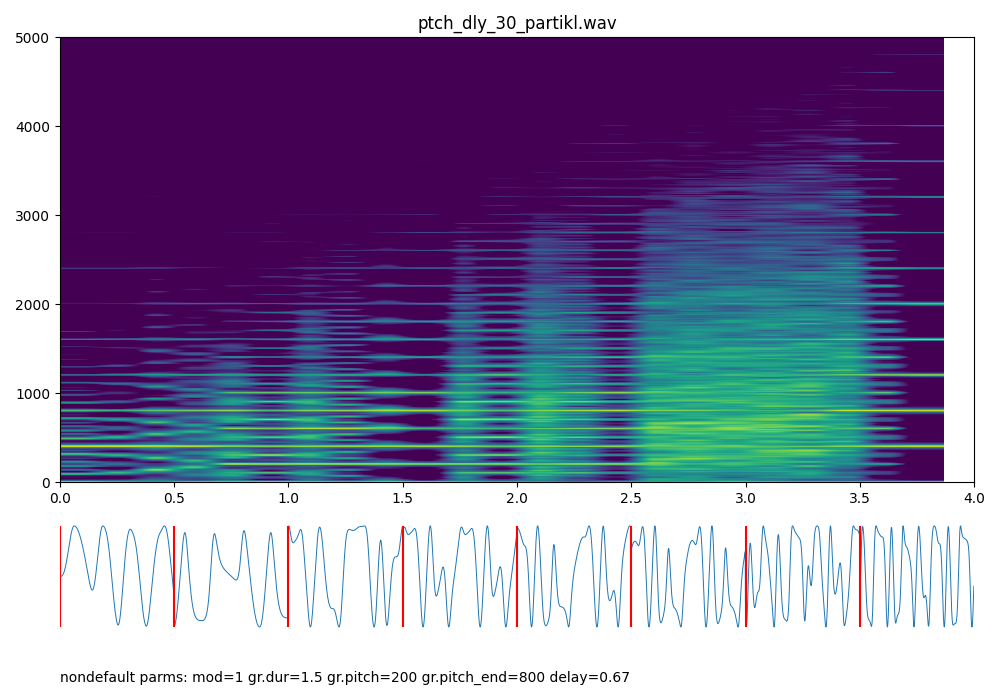 ptch_dly_30_partikl.wav
5000
4000
3000
2000
1000
0
0.0 0.5 1.0 1.5 2.0 2.5 3.0 3.5 4.0
nondefault parms: mod=1 gr.dur=1.5 gr.pitch=200 gr.pitch_end=800 delay=0.67